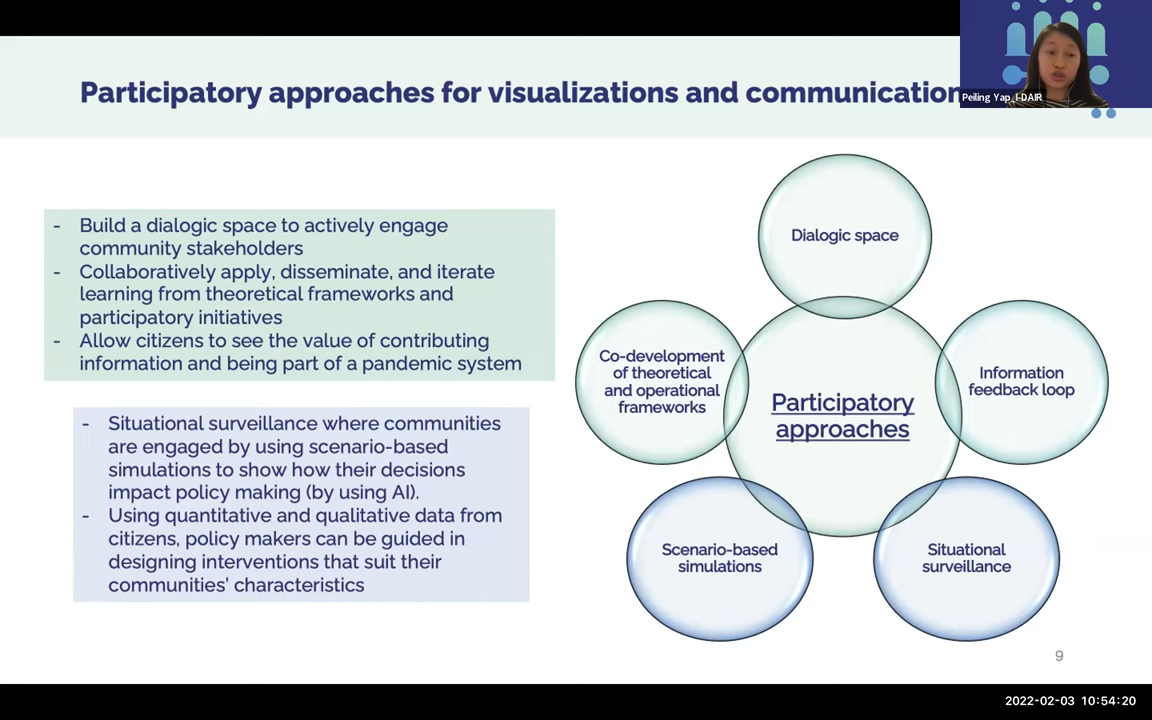 Participatory approaches for visualizations and communication
Peiling Yap, I-DAIR
- Build a dialogic space to actively engage
community stakeholders
- Collaboratively apply, disseminate, and iterate
learning from theoretical frameworks and
participatory initiatives
- Allow citizens to see the value of contributing
information and being part of a pandemic system
- Situational surveillance where communities
are engaged by using scenario-based
simulations to show how their decisions
impact policy making (by using AI).
- Using quantitative and qualitative data from
citizens, policy makers can be guided in
designing interventions that suit their
communities' characteristics
Dialogic space
Co-development
of theoretical
and operational
frameworks
Participatory
approaches
Information
feedback loop
Scenario-based
simulations
Situational
surveillance
9
2022-02-03 10:54:20